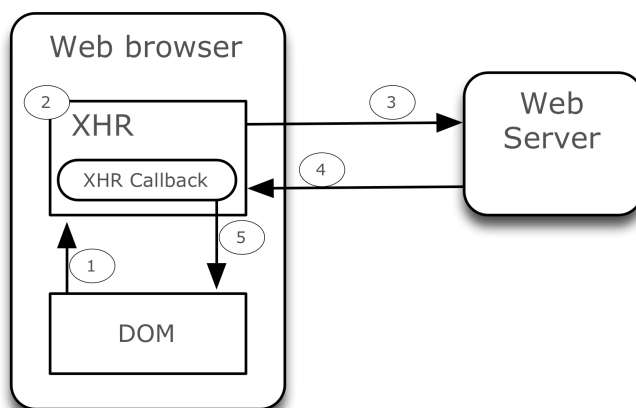 Web browser
2
XHR
3
Web
Server
XHR Callback
4
5
1
DOM